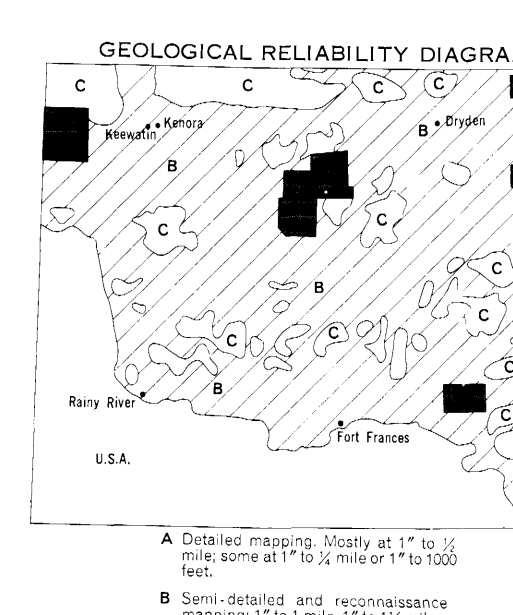 GEOLOGICAL RELIABILITY DIAGRA
C
C
C
C
Keewatin
Kenora
B
Dryden
B
C
C
C
B
C
C
C
C
B
C
Rainy River
Fort Frances
U.S.A.
A Detailed mapping. Mostly at 1" to ½
mile; some at 1" to ¼ mile or 1" to 1000
feet.
B Semi-detailed and reconnaissance